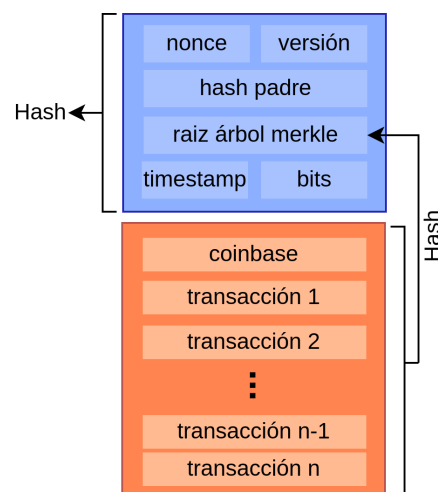 nonce
versión
Hash
hash padre
raiz árbol merkle
timestamp
bits
Hash
coinbase
transacción 1
transacción 2
transacción n-1
transacción n